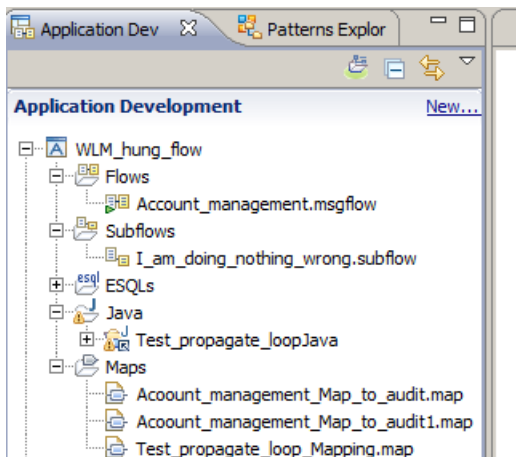 Application Dev
Patterns Explor
Application Development
New...
A WLM_hung_flow
Flows
Account_management.msgflow
Subflows
I_am_doing_nothing_wrong.subflow
esql ESQLs
J Java
J Test_propagate_loopJava
Maps
Acoount_management_Map_to_audit.map
Acoount_management_Map_to_audit1.map
Test_propagate_loop_Mapping.map